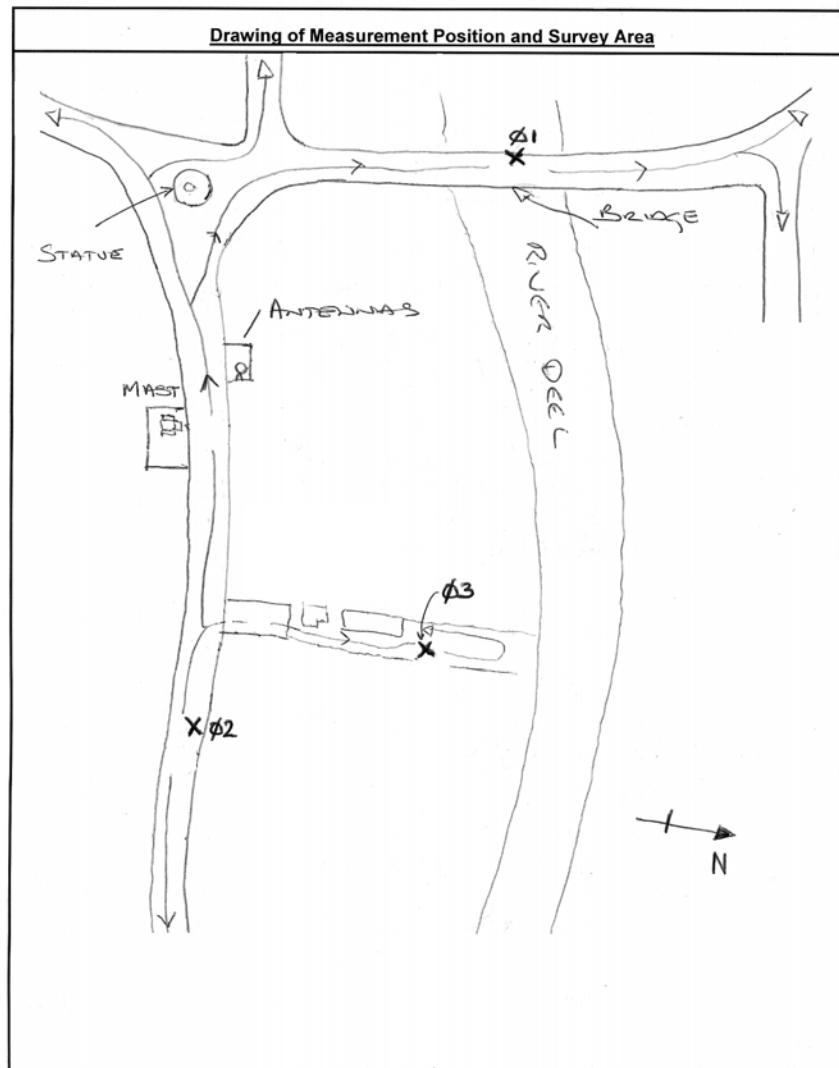 Drawing of Measurement Position and Survey Area
Ø1
BRIDGE
STATUE
RIVER DEEL
ANTENNAS
MAST
Ø3
Ø2
N